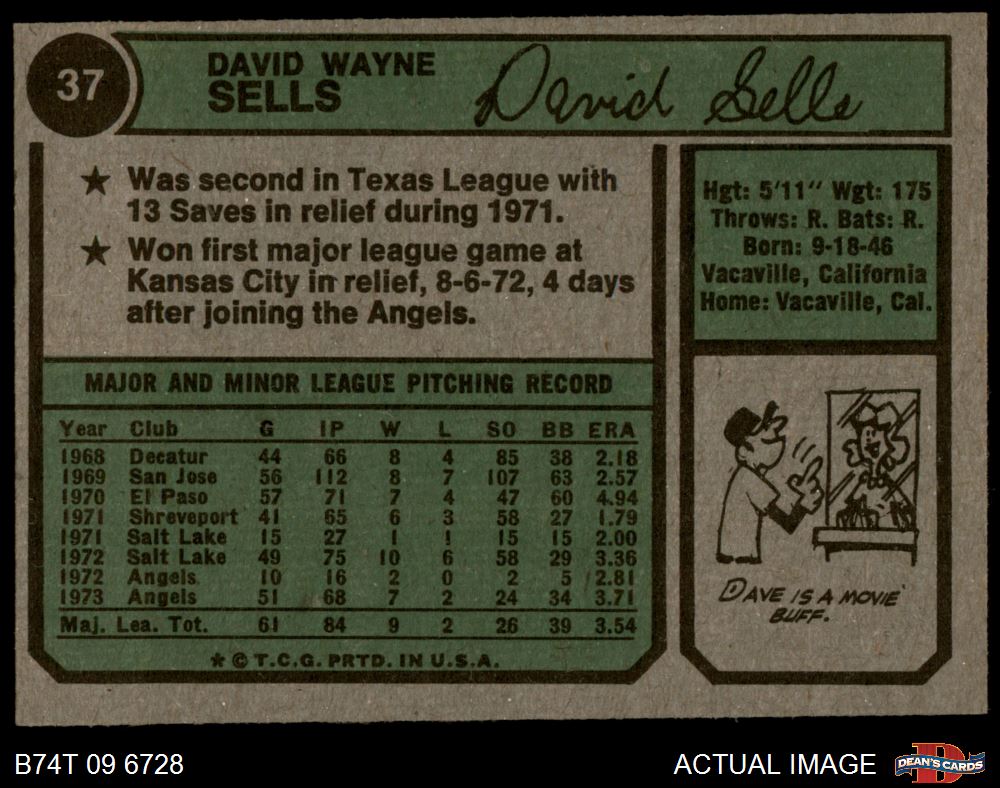 37
DAVID WAYNE
SELLS
David Sells
★ Was second in Texas League with
13 Saves in relief during 1971.
★ Won first major league game at
Kansas City in relief, 8-6-72, 4 days
after joining the Angels.
Hgt: 5'11" Wgt: 175
Throws: R. Bats: R.
Born: 9-18-46
Vacaville, California
Home: Vacaville, Cal.
MAJOR AND MINOR LEAGUE PITCHING RECORD
Year Club G IP W L SO BB ERA
1968 Decatur 44 66 8 4 85 38 2.18
1969 San Jose 56 112 8 7 107 63 2.57
1970 El Paso 57 71 7 4 47 60 4.94
1971 Shreveport 41 65 6 3 58 27 1.79
1971 Salt Lake 15 27 1 1 15 15 2.00
1972 Salt Lake 49 75 10 6 58 29 3.36
1972 Angels 10 16 2 0 2 5 2.81
1973 Angels 51 68 7 2 24 34 3.71
Maj. Lea. Tot. 61 84 9 2 26 39 3.54
★ © T.C.G. PRTD. IN U.S.A.
DAVE IS A MOVIE
BUFF.
B74T 09 6728
ACTUAL IMAGE
DEAN'S CARDS